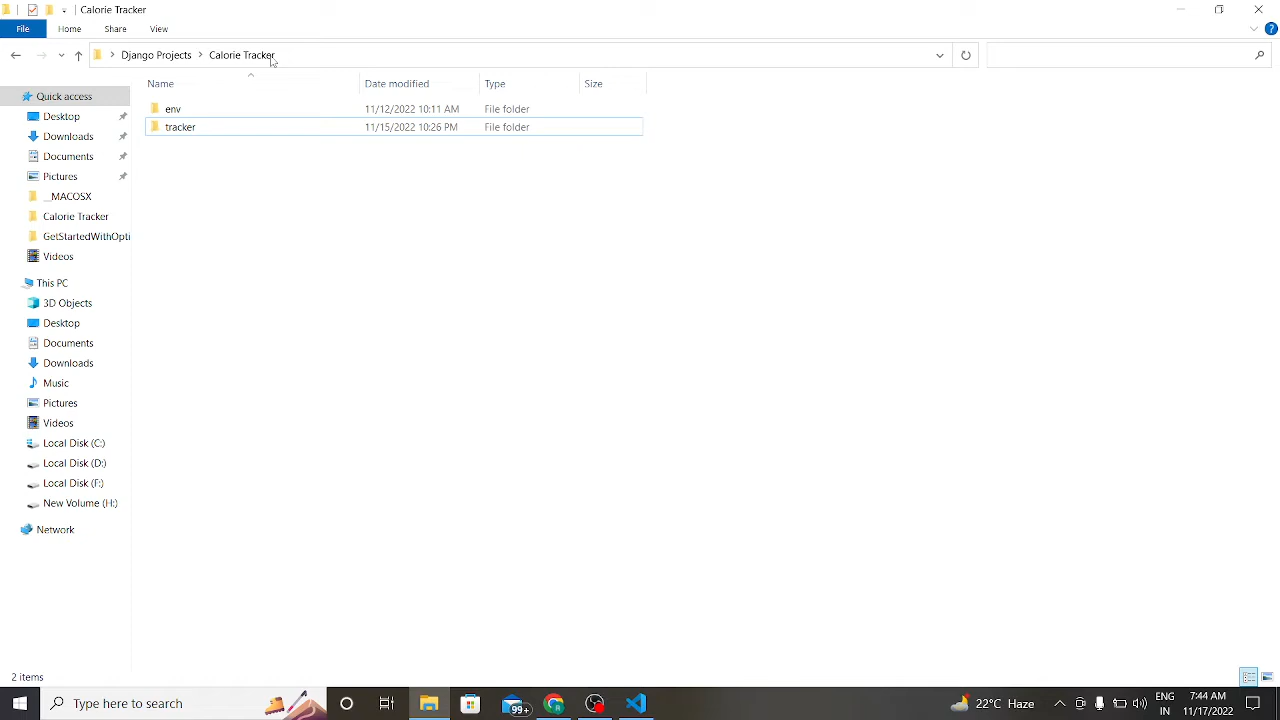 Calorie Tracker
File Home Share View
Django Projects Calorie Tracker
Name Date modified Type Size
Quick access
Desktop
Downloads
Documents
Pictures
__MACOSX
Calorie Tracker
GetStartedWithOpti
Videos
This PC
3D Objects
Desktop
Documents
Downloads
Music
Pictures
Videos
Local Disk (C:)
Local Disk (D:)
Local Disk (F:)
New Volume (H:)
Network
env 11/12/2022 10:11 AM File folder
tracker 11/15/2022 10:26 PM File folder
2 items
Type here to search
99+
22°C Haze
ENG
IN
7:44 AM
11/17/2022